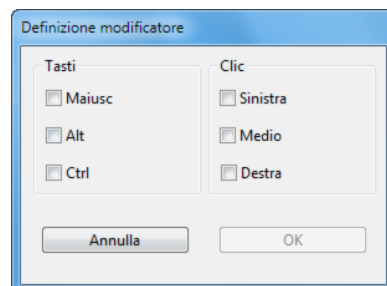 Definizione modificatore
Tasti
Clic
Maiusc
Sinistra
Alt
Medio
Ctrl
Destra
Annulla
OK